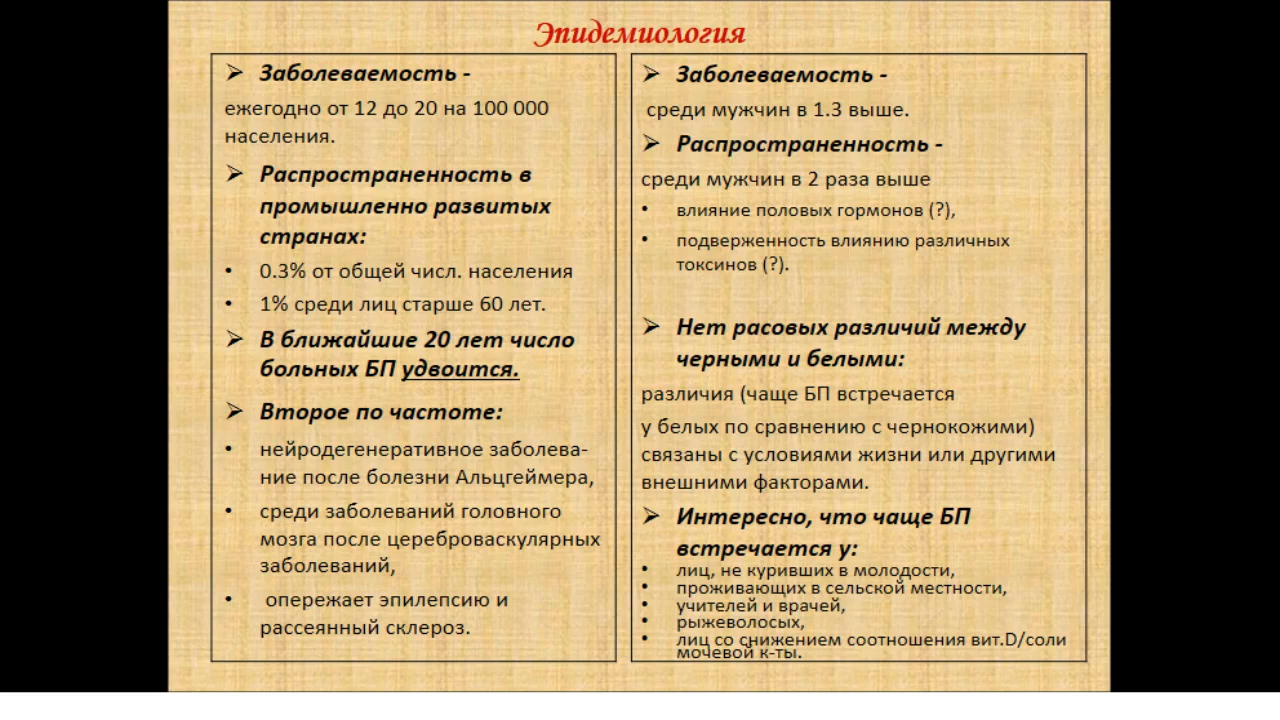 Эпидемиология
Заболеваемость -
ежегодно от 12 до 20 на 100 000
населения.
Распространенность в
промышленно развитых
странах:
0.3% от общей числ. населения
1% среди лиц старше 60 лет.
В ближайшие 20 лет число
больных БП удвоится.
Второе по частоте:
нейродегенеративное заболева-
ние после болезни Альцгеймера,
среди заболеваний головного
мозга после цереброваскулярных
заболеваний,
опережает эпилепсию и
рассеянный склероз.
Заболеваемость -
среди мужчин в 1.3 выше.
Распространенность -
среди мужчин в 2 раза выше
влияние половых гормонов (?),
подверженность влиянию различных
токсинов (?).
Нет расовых различий между
черными и белыми:
различия (чаще БП встречается
у белых по сравнению с чернокожими)
связаны с условиями жизни или другими
внешними факторами.
Интересно, что чаще БП
встречается у:
лиц, не куривших в молодости,
проживающих в сельской местности,
учителей и врачей,
рыжеволосых,
лиц со снижением соотношения вит.D/соли
мочевой к-ты.